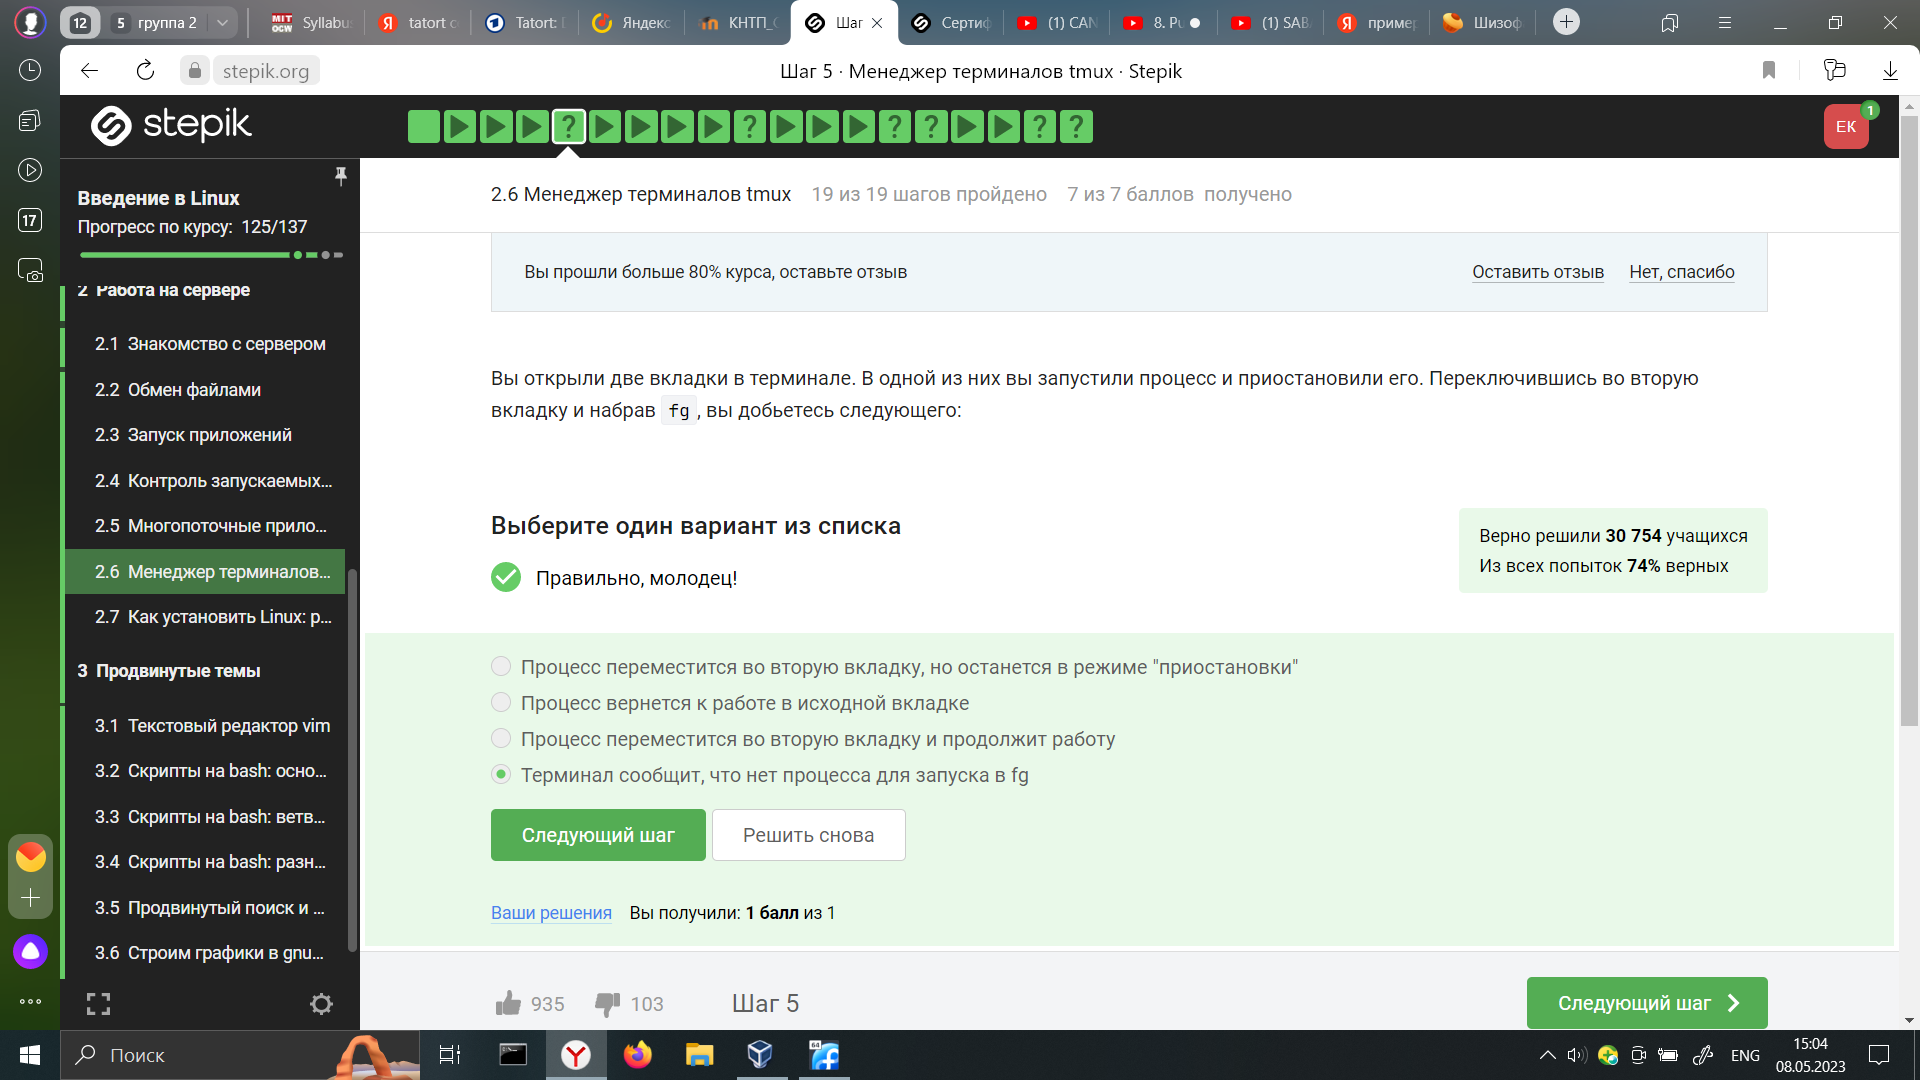 12
5 группа 2
MIT OCW Syllabu
tatort c
Tatort: D
Яндекс
КНТП_С
Шаг
Сертиф
(1) CAN
8. Pu
(1) SAB
пример
Шизоф
stepik.org
Шаг 5 · Менеджер терминалов tmux · Stepik
stepik
? ? ? ? ? ?
ЕК
1
17
Введение в Linux
Прогресс по курсу: 125/137
2 Работа на сервере
2.1 Знакомство с сервером
2.2 Обмен файлами
2.3 Запуск приложений
2.4 Контроль запускаемых...
2.5 Многопоточные прило...
2.6 Менеджер терминалов...
2.7 Как установить Linux: р...
3 Продвинутые темы
3.1 Текстовый редактор vim
3.2 Скрипты на bash: осно...
3.3 Скрипты на bash: ветв...
3.4 Скрипты на bash: разн...
3.5 Продвинутый поиск и ...
3.6 Строим графики в gnu...
2.6 Менеджер терминалов tmux 19 из 19 шагов пройдено 7 из 7 баллов получено
Вы прошли больше 80% курса, оставьте отзыв
Оставить отзыв Нет, спасибо
Вы открыли две вкладки в терминале. В одной из них вы запустили процесс и приостановили его. Переключившись во вторую
вкладку и набрав fg , вы добьетесь следующего:
Выберите один вариант из списка
Правильно, молодец!
Верно решили 30 754 учащихся
Из всех попыток 74% верных
Процесс переместится во вторую вкладку, но останется в режиме "приостановки"
Процесс вернется к работе в исходной вкладке
Процесс переместится во вторую вкладку и продолжит работу
Терминал сообщит, что нет процесса для запуска в fg
Следующий шаг
Решить снова
Ваши решения Вы получили: 1 балл из 1
935 103 Шаг 5
Следующий шаг
Поиск
64
ENG
15:04
08.05.2023